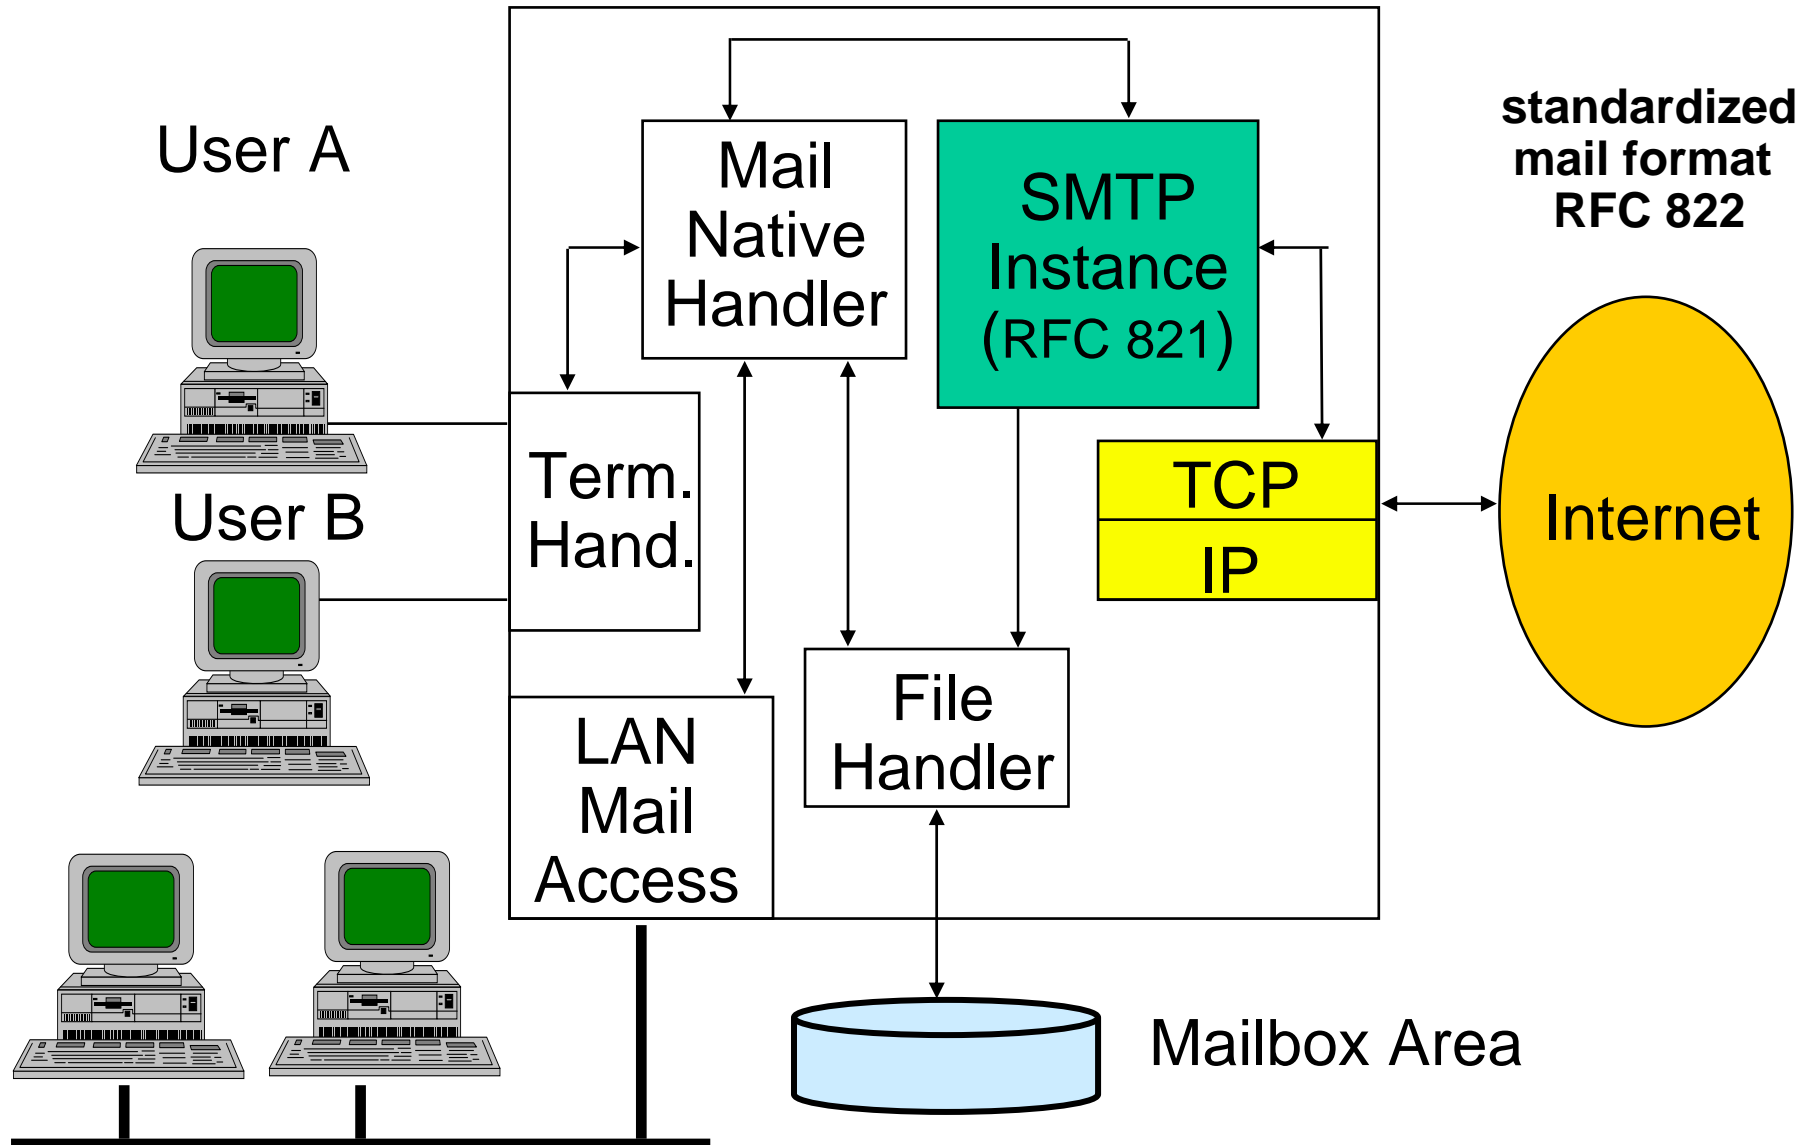 User A
Mail
Native
Handler
SMTP
Instance
(RFC 821)
standardized
mail format
RFC 822
Term.
Hand.
User B
TCP
IP
Internet
LAN
Mail
Access
File
Handler
Mailbox Area